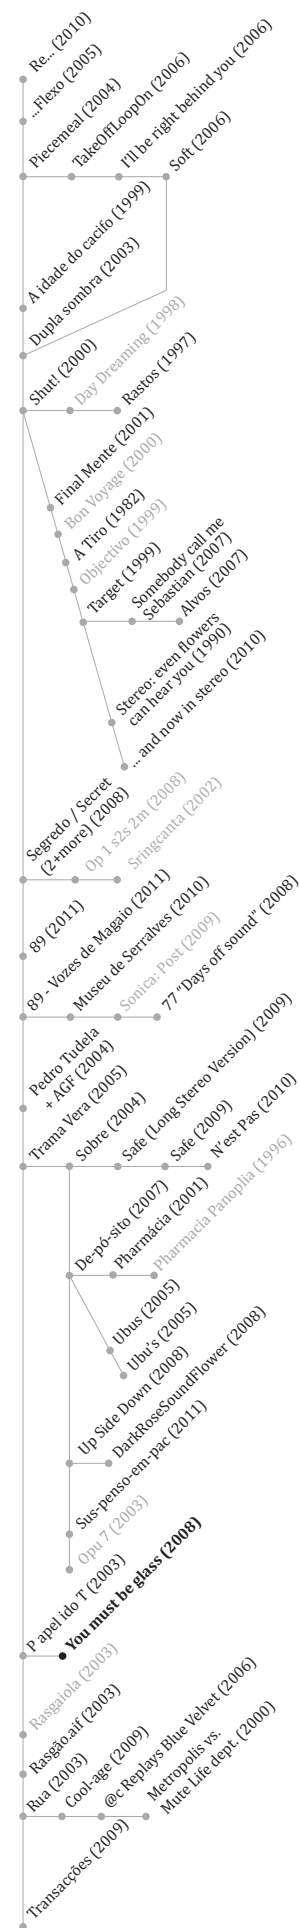 Re... (2010)
...Flexo (2005)
Piecemeal (2004)
TakeOffLoopOn (2006)
I'll be right behind you (2006)
Soft (2006)
A idade do cacifo (1999)
Dupla sombra (2003)
Shut! (2000)
Day Dreaming (1998)
Rastos (1997)
Final Mente (2001)
Bon Voyage (2000)
A Tiro (1982)
Objectivo (1999)
Target (1999)
Somebody call me
Sebastian (2007)
Alvos (2007)
Stereo: even flowers
can hear you (1990)
... and now in stereo (2010)
Segredo / Secret
(2+more) (2008)
Op 1 s2s 2m (2008)
Sringcanta (2002)
89 (2011)
89 - Vozes de Magaio (2011)
Museu de Serralves (2010)
Sonica: Post (2009)
77 “Days off sound” (2008)
Pedro Tudela
+ AGF (2004)
Trama Vera (2005)
Sobre (2004)
Safe (Long Stereo Version) (2009)
Safe (2009)
N'est Pas (2010)
De-pó-sito (2007)
Pharmácia (2001)
Pharmacia Panoplia (1996)
Ubus (2005)
Ubu's (2005)
Up Side Down (2008)
DarkRoseSoundFlower (2008)
Sus-penso-em-pac (2011)
Opu 7 (2003)
P apel ido T (2003)
You must be glass (2008)
Rasgaiola (2003)
Rasgão.aif (2003)
Rua (2003)
Cool-age (2009)
@c Replays Blue Velvet (2006)
Metropolis vs.
Mute Life dept. (2000)
Transacções (2009)